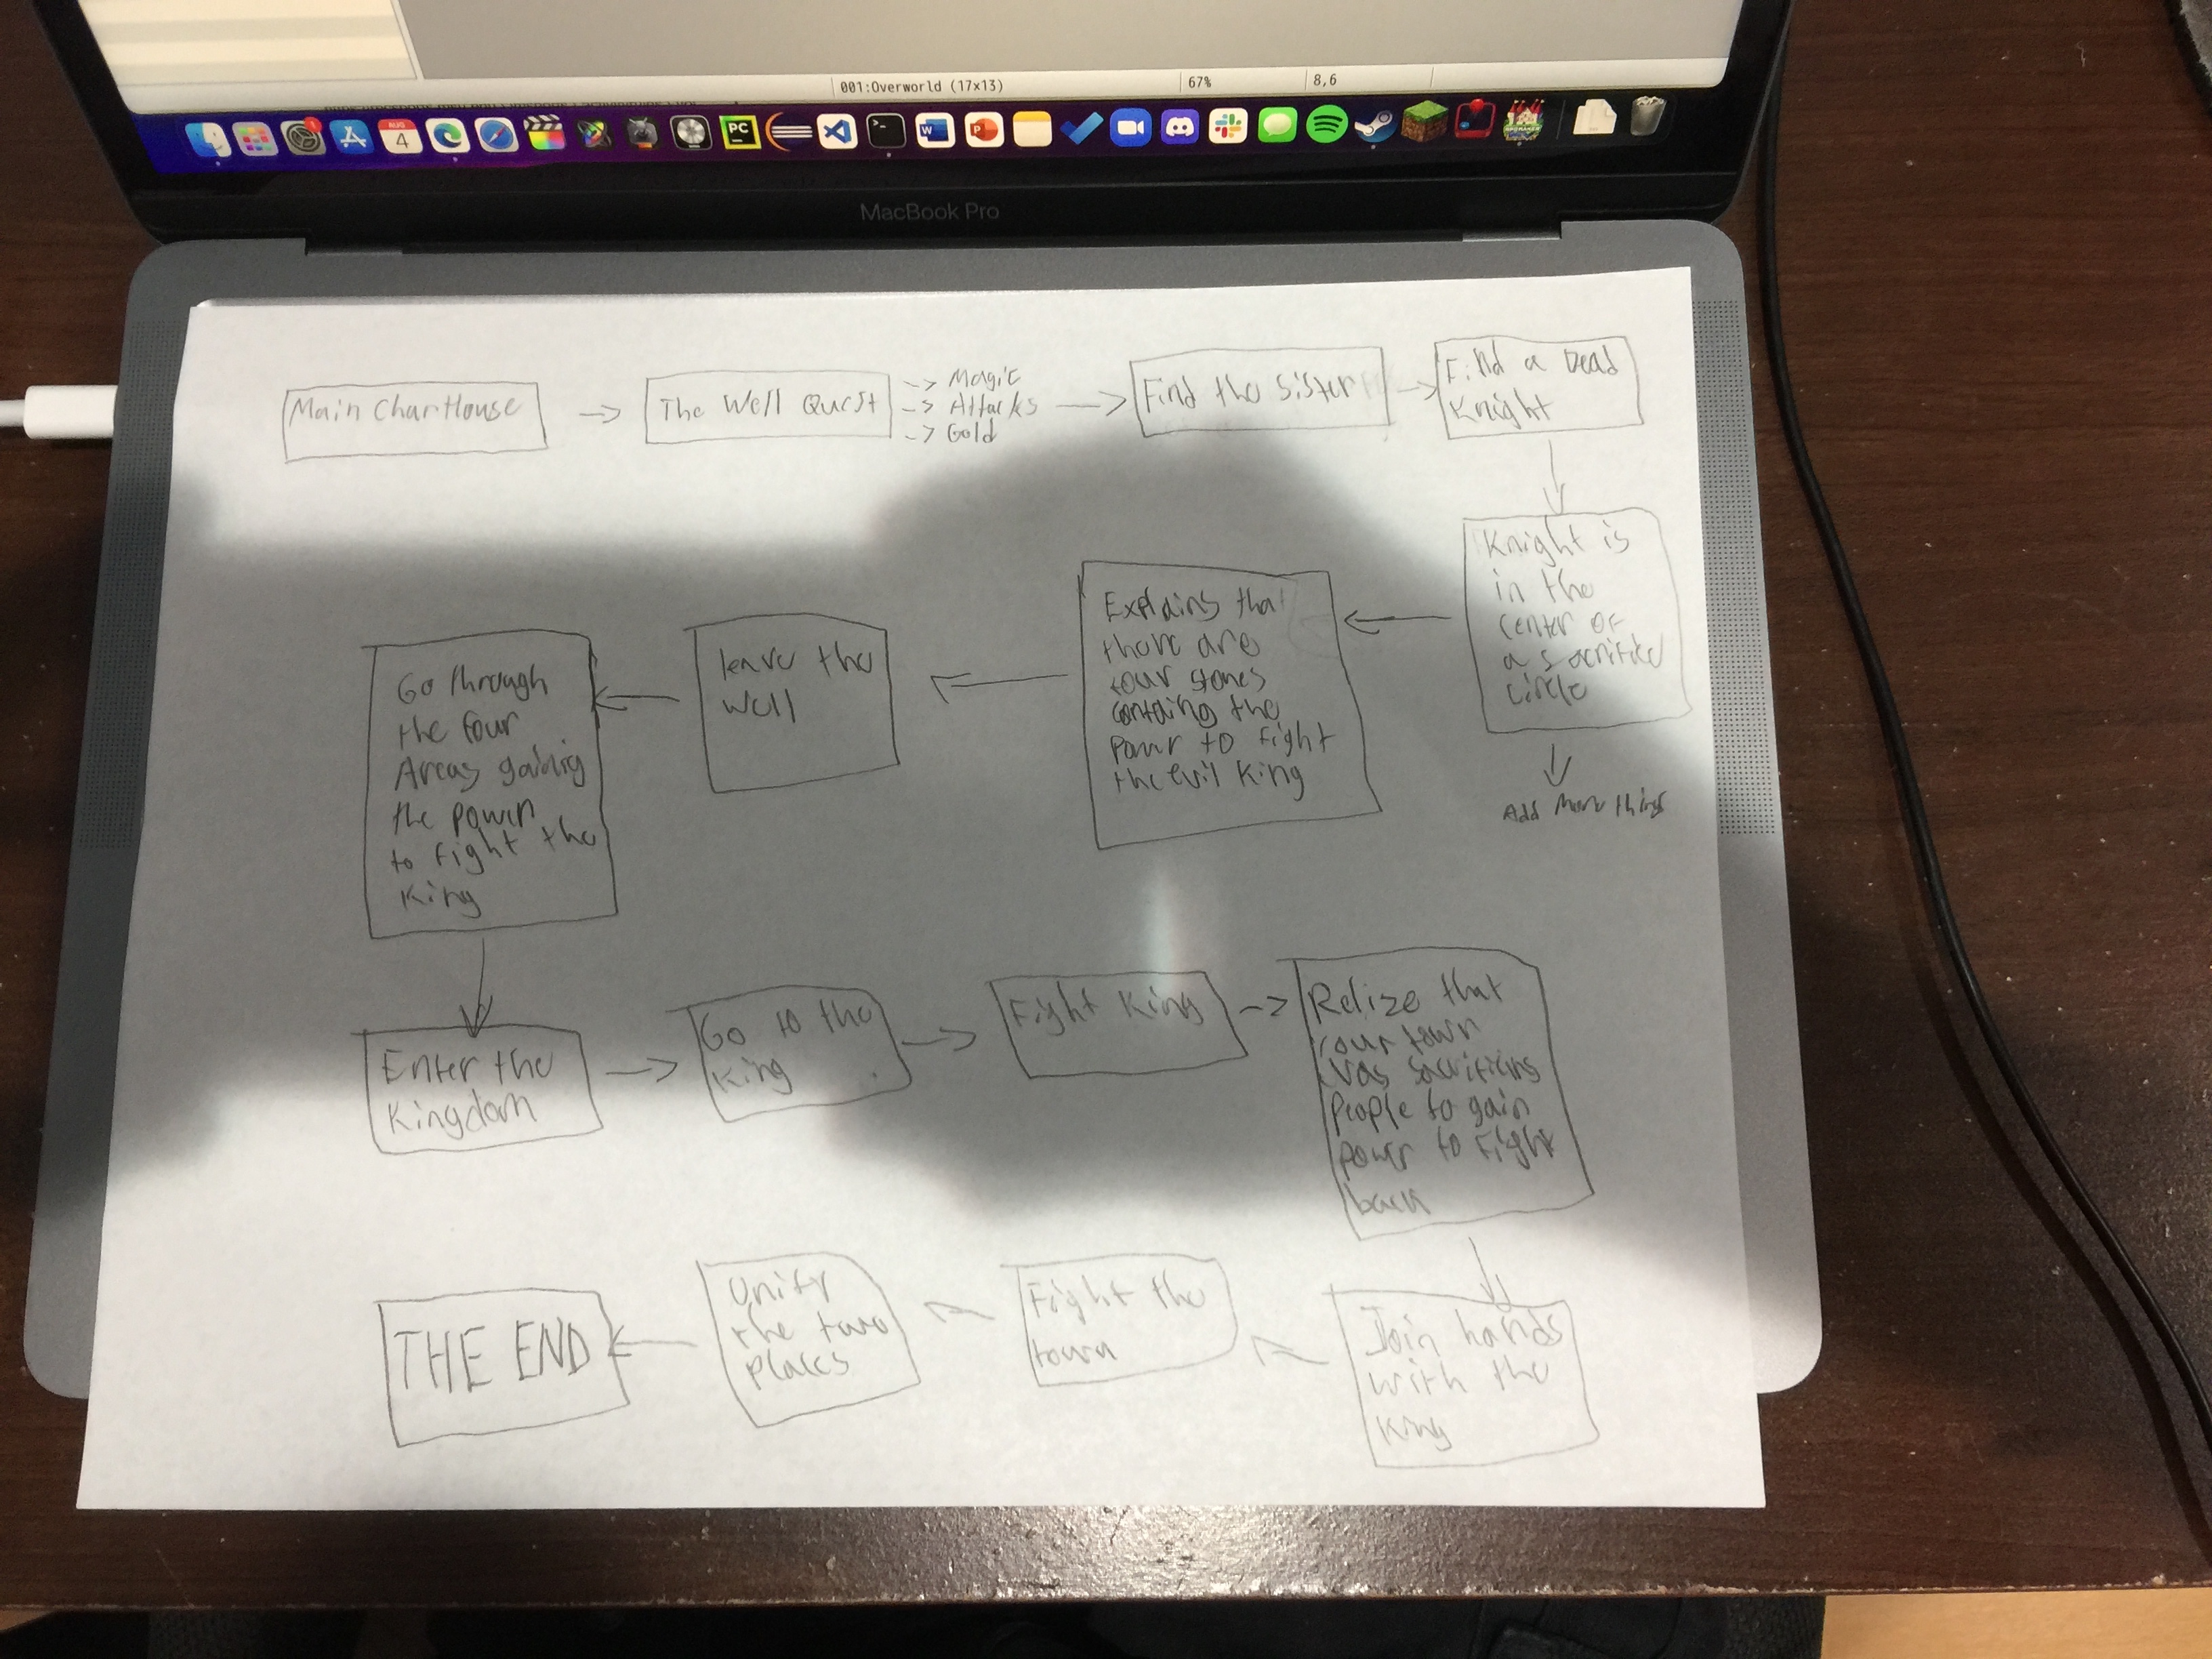 001:Overworld (17x13)
67%
8,6
AUG
4
1
PC
MacBook Pro
Main CharHouse
The Well Quest
-> Magic
-> Attacks
-> Gold
Find the Sister
Find a Dead
Knight
Knight is
in the
center of
a sacrifice
circle
Add More things
Explains that
there are
four stones
containg the
power to fight
the evil king
leave the
well
Go through
the four
Areas gaining
the power
to fight the
king
Enter the
Kingdom
Go to the
King
Fight King
Relize that
your town
was sacrificing
people to gain
power to fight
back
Join hands
with the
king
Fight the
town
Unify
the two
places
THE END